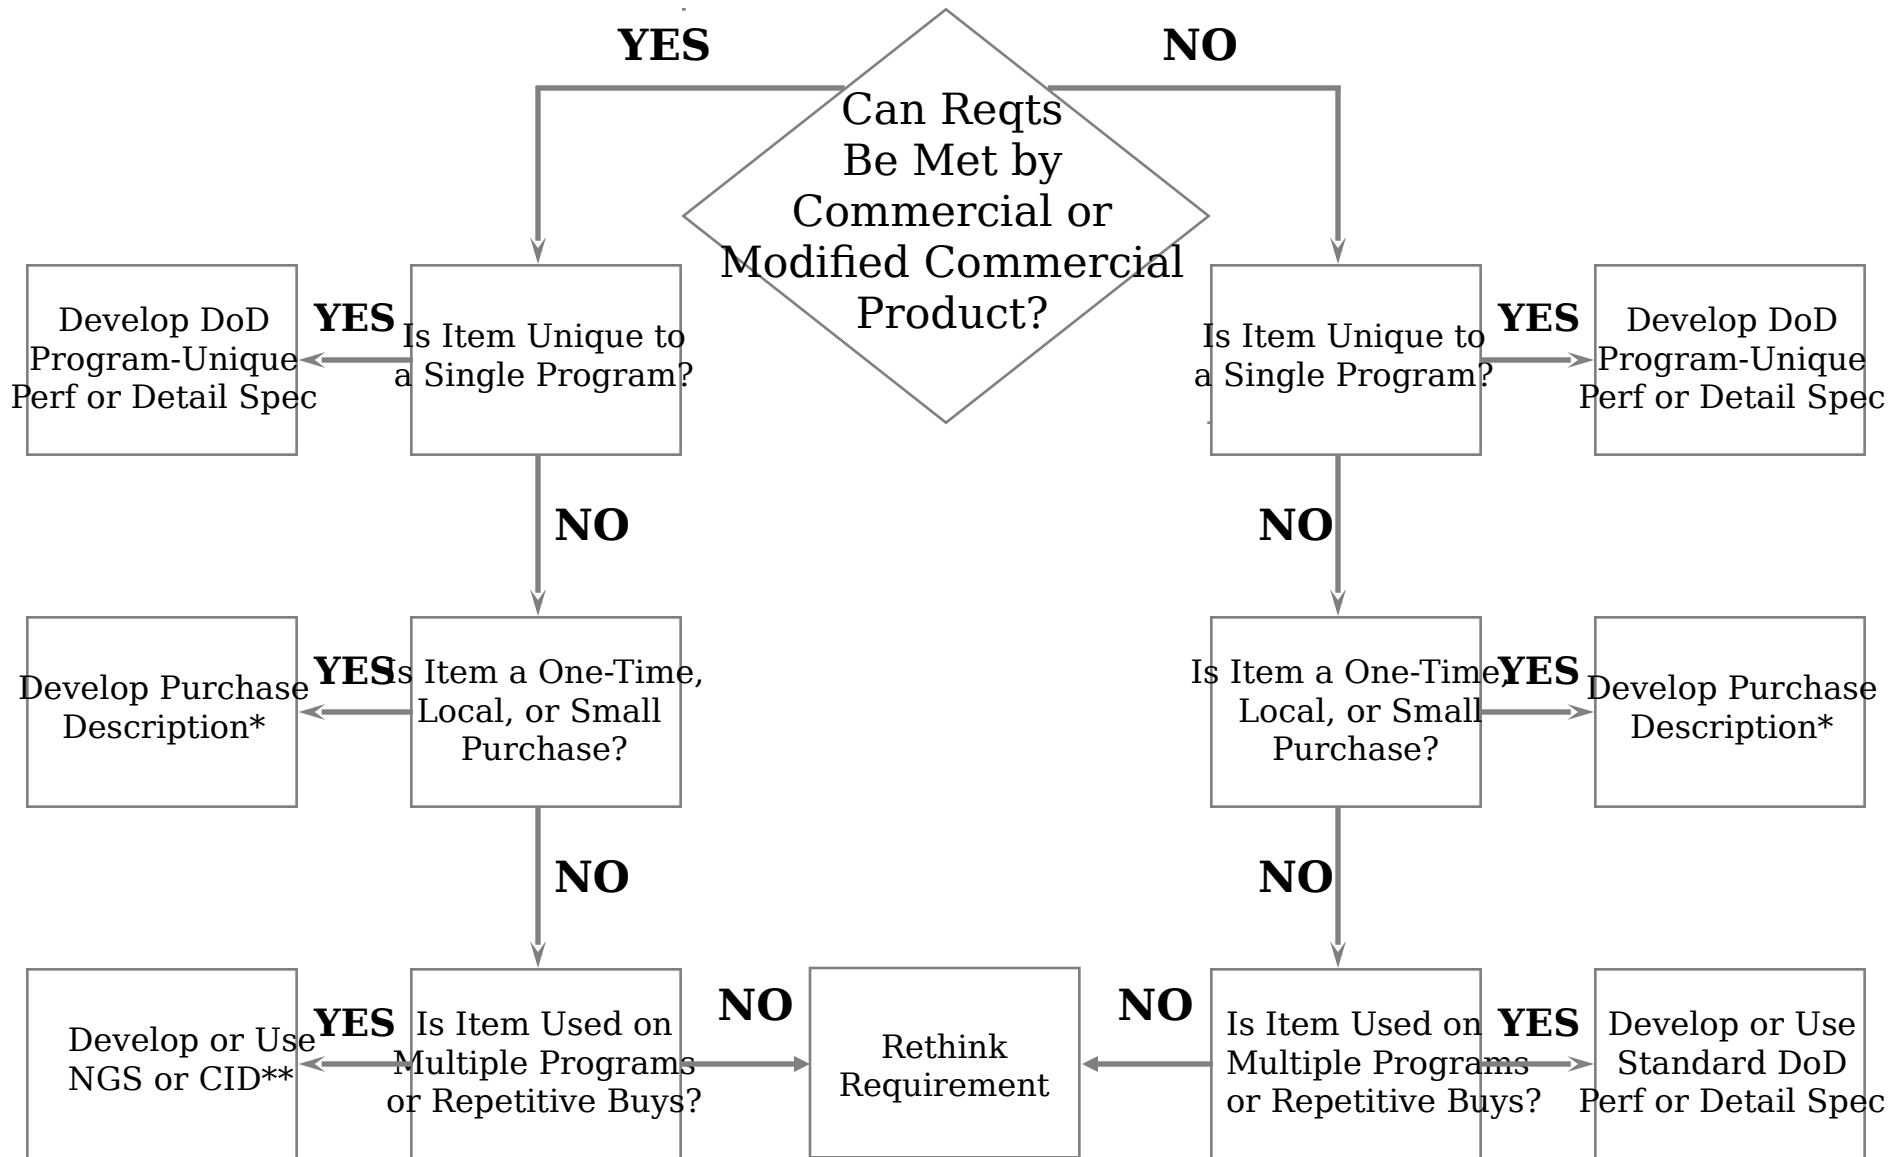 YES
NO
Can Reqts
Be Met by
Commercial or
Modified Commercial
Product?
Develop DoD
Program-Unique
Perf or Detail Spec
YES
Is Item Unique to
a Single Program?
Is Item Unique to
a Single Program?
YES
Develop DoD
Program-Unique
Perf or Detail Spec
NO
NO
Develop Purchase
Description*
YES
Is Item a One-Time,
Local, or Small
Purchase?
Is Item a One-Time,
Local, or Small
Purchase?
YES
Develop Purchase
Description*
NO
NO
Develop or Use
NGS or CID**
YES
Is Item Used on
Multiple Programs
or Repetitive Buys?
NO
Rethink
Requirement
NO
Is Item Used on
Multiple Programs
or Repetitive Buys?
YES
Develop or Use
Standard DoD
Perf or Detail Spec